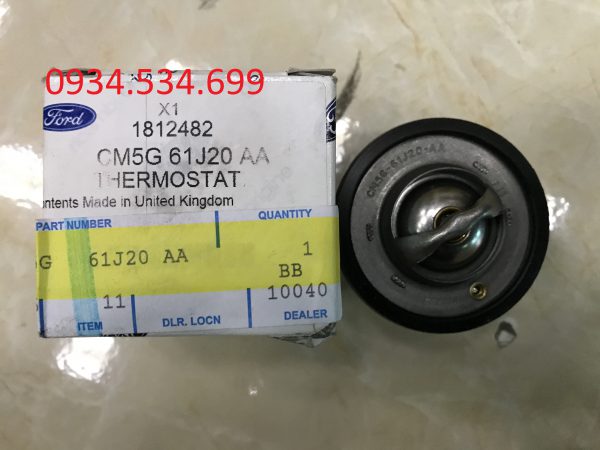 0934.534.699
Ford
X1
1812482
CM5G 61J20 AA
THERMOSTAT
ontents Made in United Kingdom
PART NUMBER
QUANTITY
G 61J20 AA
1
BB
11
10040
ITEM
DLR. LOCN
DEALER
CM5G-61J20-AA